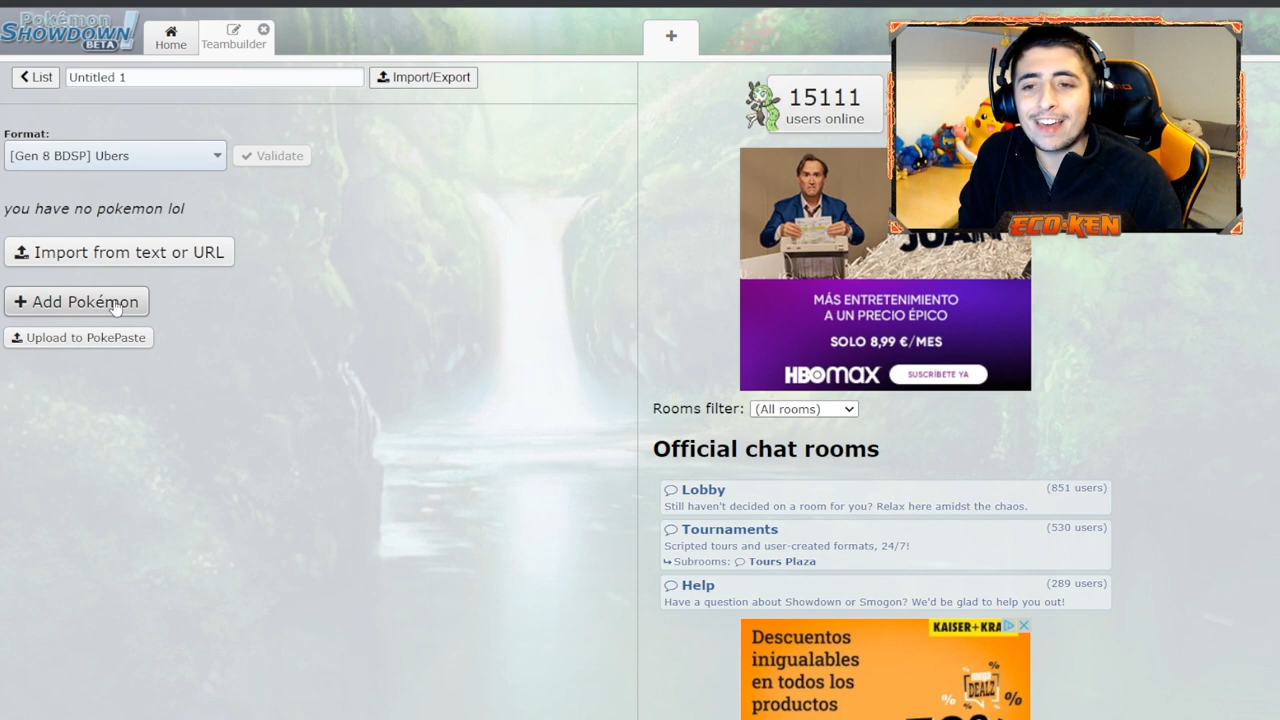 Pokémon
SHOWDOWN!
BETA
Home
Teambuilder
+
List
Untitled 1
Import/Export
Format:
[Gen 8 BDSP] Ubers
Validate
you have no pokemon lol
Import from text or URL
+ Add Pokémon
Upload to PokePaste
15111
users online
ECO-KEN
MÁS ENTRETENIMIENTO
A UN PRECIO ÉPICO
SOLO 8,99 €/MES
HBOMAX
SUSCRÍBETE YA
Rooms filter: (All rooms)
Official chat rooms
Lobby (851 users)
Still haven't decided on a room for you? Relax here amidst the chaos.
Tournaments (530 users)
Scripted tours and user-created formats, 24/7!
Subrooms: Tours Plaza
Help (289 users)
Have a question about Showdown or Smogon? We'd be glad to help you out!
KAISER+KRA
Descuentos
inigualables
en todos los
productos
%
DEALZ
%
%